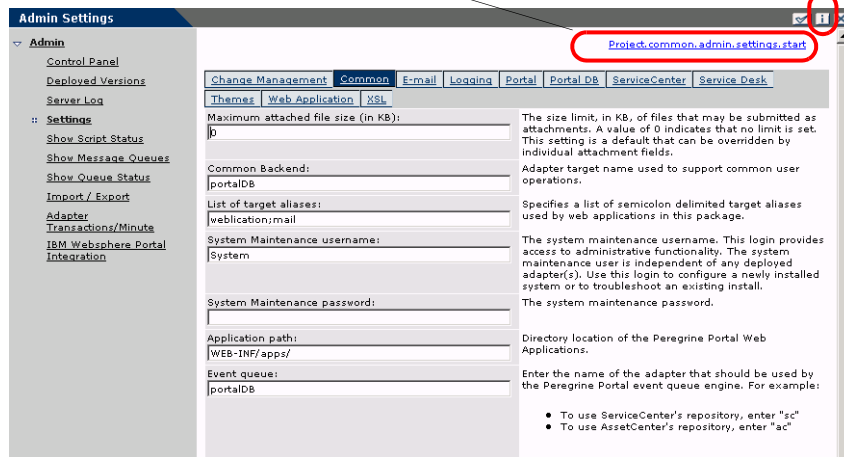 Admin Settings
Project.common.admin.settings.start
Admin
Control Panel
Deployed Versions
Server Log
Settings
Show Script Status
Show Message Queues
Show Queue Status
Import / Export
Adapter
Transactions/Minute
IBM Websphere Portal
Integration
Change Management Common E-mail Logging Portal Portal DB ServiceCenter Service Desk
Themes Web Application XSL
Maximum attached file size (in KB):
0
The size limit, in KB, of files that may be submitted as
attachments. A value of 0 indicates that no limit is set.
This setting is a default that can be overridden by
individual attachment fields.
Common Backend:
portalDB
Adapter target name used to support common user
operations.
List of target aliases:
weblication;mail
Specifies a list of semicolon delimited target aliases
used by web applications in this package.
System Maintenance username:
System
The system maintenance username. This login provides
access to administrative functionality. The system
maintenance user is independent of any deployed
adapter(s). Use this login to configure a newly installed
system or to troubleshoot an existing install.
System Maintenance password:
The system maintenance password.
Application path:
WEB-INF/apps/
Directory location of the Peregrine Portal Web
Applications.
Event queue:
portalDB
Enter the name of the adapter that should be used by
the Peregrine Portal event queue engine. For example:
• To use ServiceCenter's repository, enter "sc"
• To use AssetCenter's repository, enter "ac"